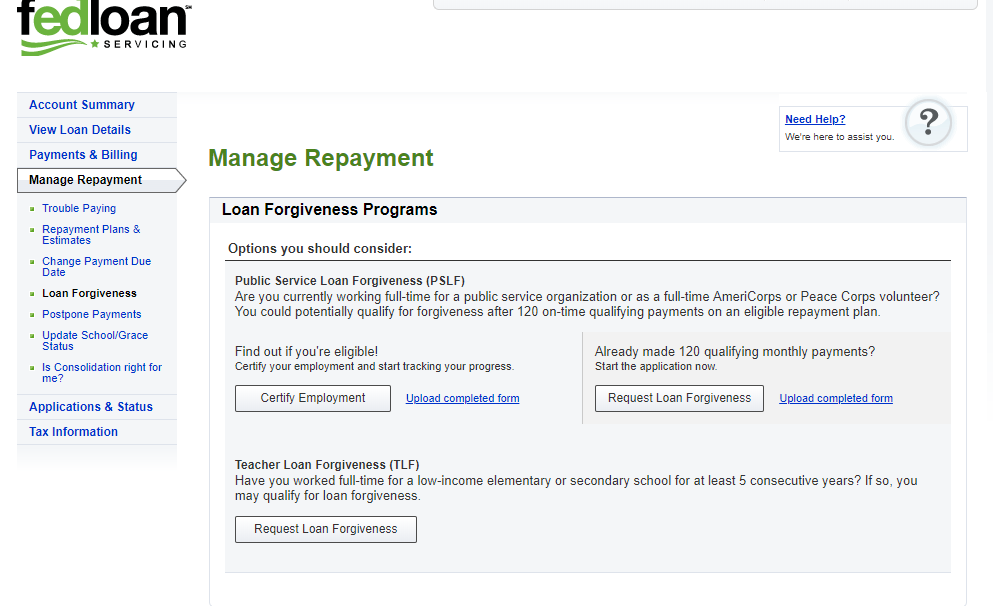 fedloan SM
SERVICING
Account Summary
View Loan Details
Payments & Billing
Manage Repayment
Trouble Paying
Repayment Plans &
Estimates
Change Payment Due
Date
Loan Forgiveness
Postpone Payments
Update School/Grace
Status
Is Consolidation right for
me?
Applications & Status
Tax Information
Need Help?
We're here to assist you.
?
Manage Repayment
Loan Forgiveness Programs
Options you should consider:
Public Service Loan Forgiveness (PSLF)
Are you currently working full-time for a public service organization or as a full-time AmeriCorps or Peace Corps volunteer?
You could potentially qualify for forgiveness after 120 on-time qualifying payments on an eligible repayment plan.
Find out if you're eligible!
Certify your employment and start tracking your progress.
Certify Employment Upload completed form
Already made 120 qualifying monthly payments?
Start the application now.
Request Loan Forgiveness Upload completed form
Teacher Loan Forgiveness (TLF)
Have you worked full-time for a low-income elementary or secondary school for at least 5 consecutive years? If so, you
may qualify for loan forgiveness.
Request Loan Forgiveness